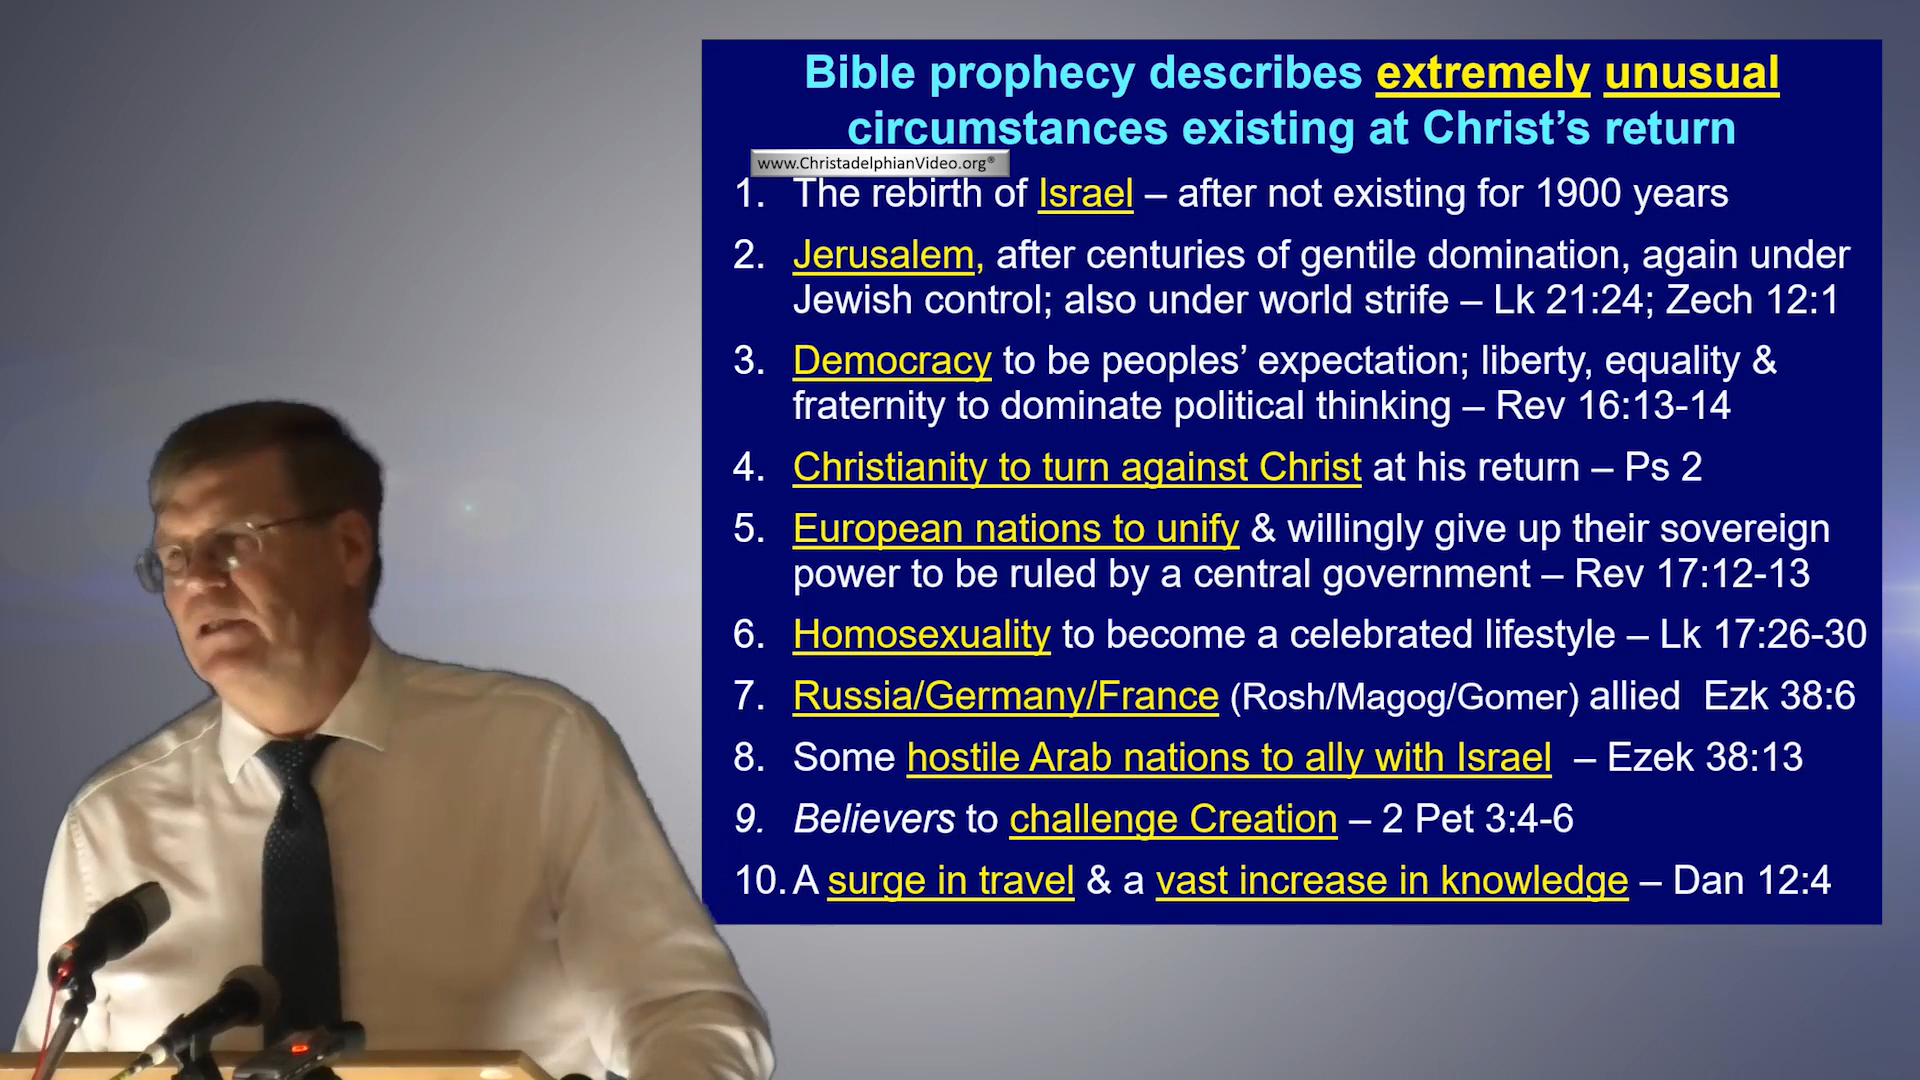 Bible prophecy describes extremely unusual
circumstances existing at Christ’s return
www.ChristadelphianVideo.org®
1. The rebirth of Israel – after not existing for 1900 years
2. Jerusalem, after centuries of gentile domination, again under
Jewish control; also under world strife – Lk 21:24; Zech 12:1
3. Democracy to be peoples’ expectation; liberty, equality &
fraternity to dominate political thinking – Rev 16:13-14
4. Christianity to turn against Christ at his return – Ps 2
5. European nations to unify & willingly give up their sovereign
power to be ruled by a central government – Rev 17:12-13
6. Homosexuality to become a celebrated lifestyle – Lk 17:26-30
7. Russia/Germany/France (Rosh/Magog/Gomer) allied Ezk 38:6
8. Some hostile Arab nations to ally with Israel – Ezek 38:13
9. Believers to challenge Creation – 2 Pet 3:4-6
10. A surge in travel & a vast increase in knowledge – Dan 12:4